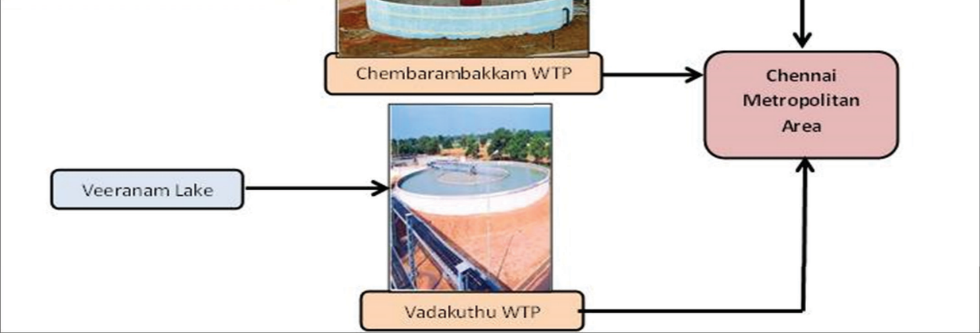 Chembarambakkam WTP
Chennai
Metropolitan
Area
Veeranam Lake
Vadakuthu WTP